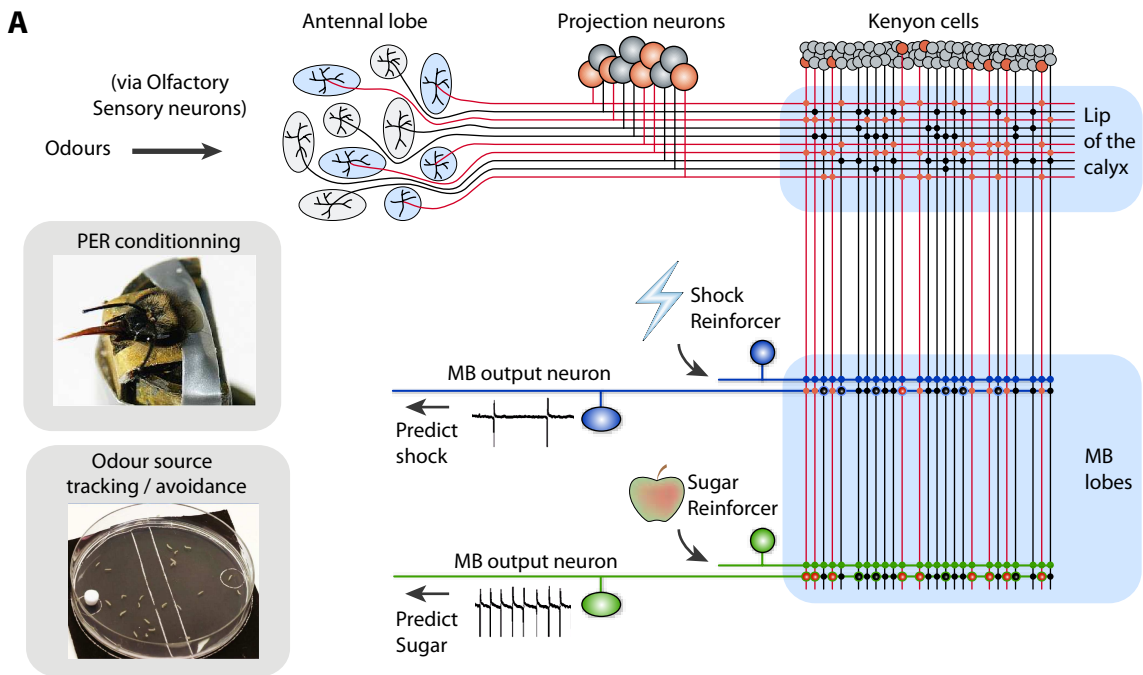 A
Antennal lobe
Projection neurons
Kenyon cells
(via Olfactory
Sensory neurons)
Odours
Lip
of the
calyx
PER conditionning
Shock
Reinforcer
MB output neuron
Predict
shock
Odour source
tracking / avoidance
MB
lobes
Sugar
Reinforcer
MB output neuron
Predict
Sugar